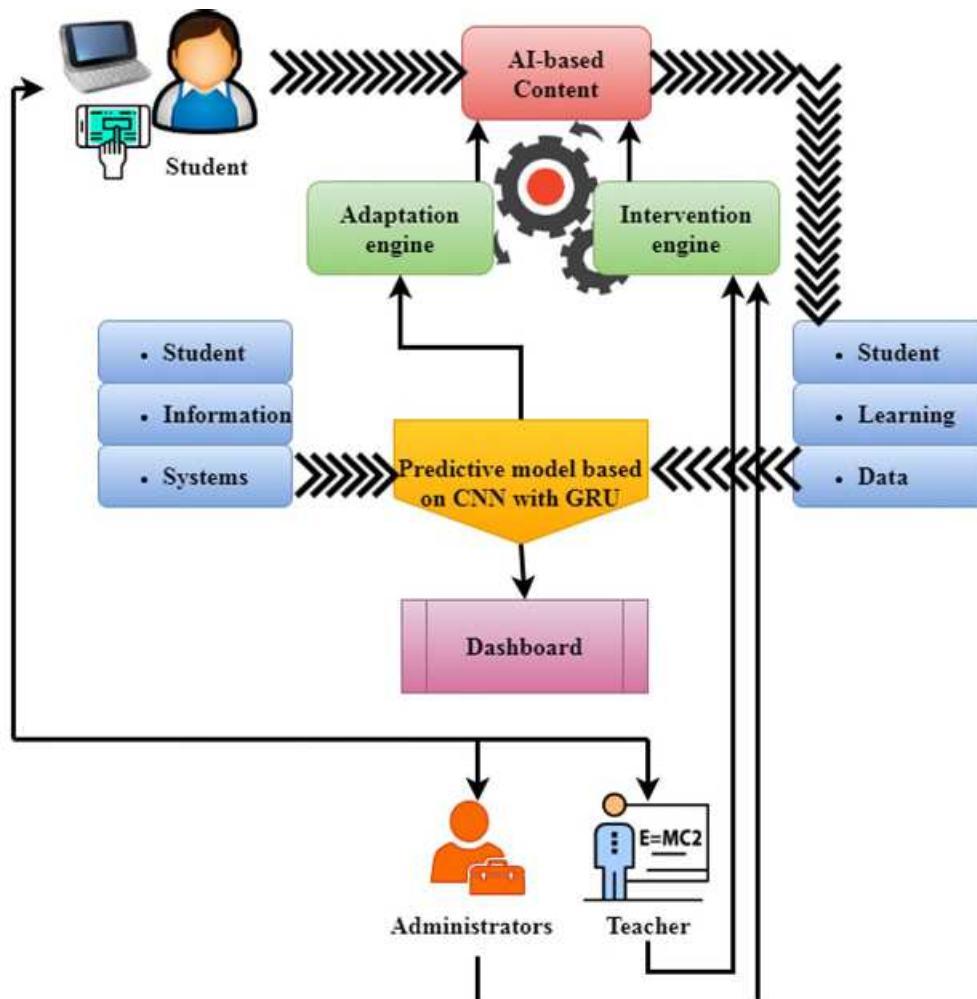 AI-based
Content
Student
Adaptation
engine
Intervention
engine
• Student
• Information
• Systems
• Student
• Learning
• Data
Predictive model based
on CNN with GRU
Dashboard
E=MC2
Administrators
Teacher